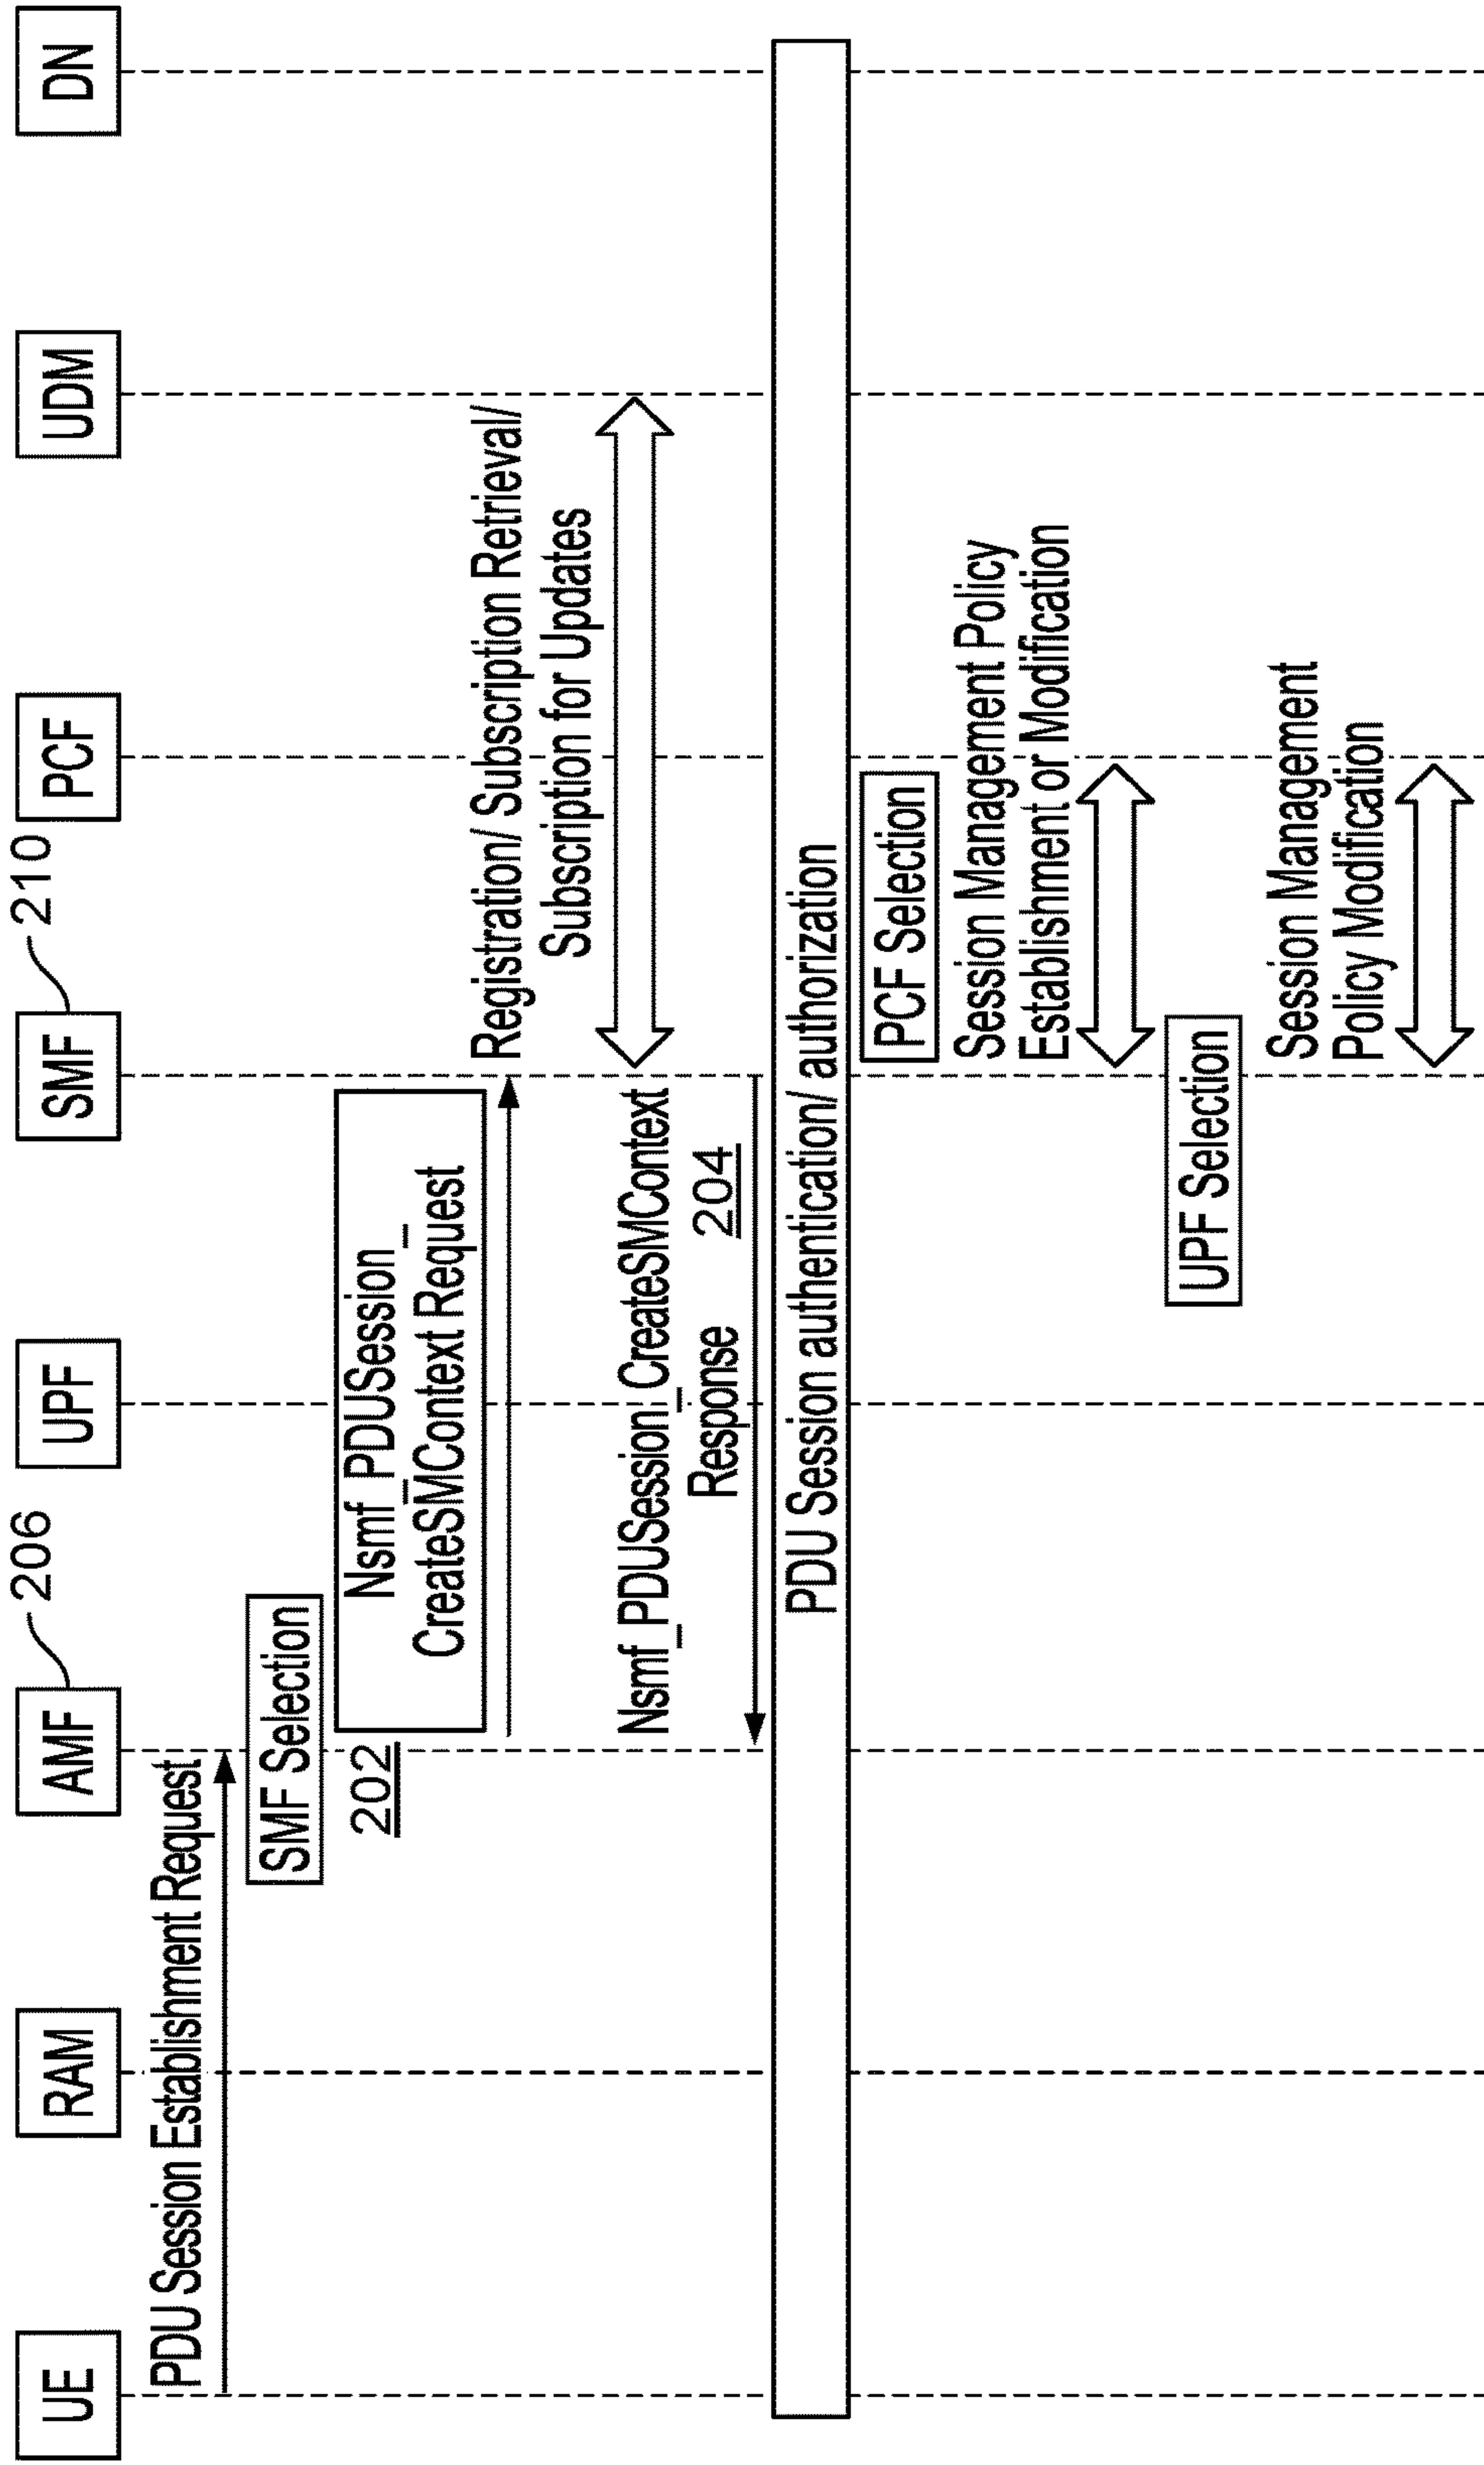 UE
RAM
AMF
206
UPF
SMF
210
PCF
UDM
DN
PDU Session Establishment Request
SMF Selection
202
Nsmf_PDUSession_
CreateSMContext Request
Registration/ Subscription Retrieval/
Subscription for Updates
Nsmf_PDUSession_CreateSMContext
Response
204
PDU Session authentication/ authorization
PCF Selection
Session Management Policy
Establishment or Modification
UPF Selection
Session Management
Policy Modification